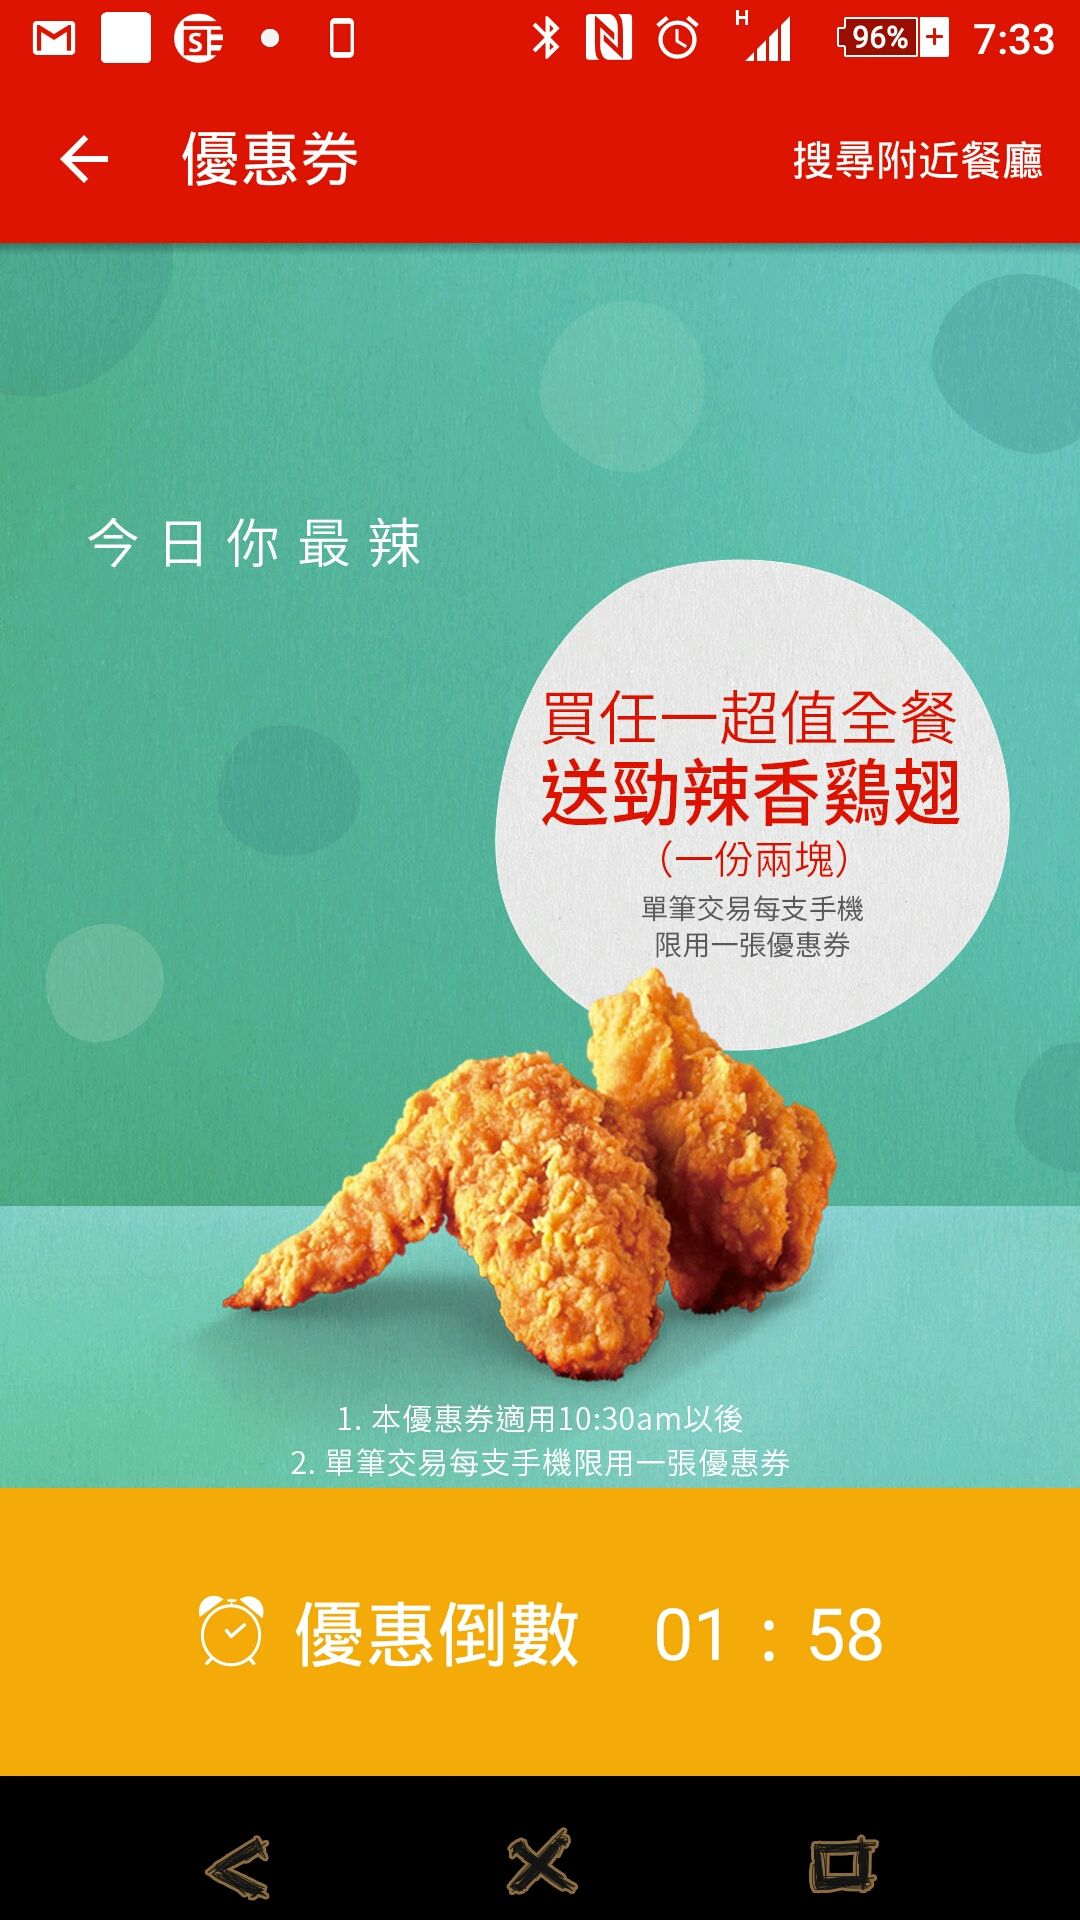 H 96% 7:33
優惠券 搜尋附近餐廳
今日你最辣
買任一超值全餐
送勁辣香鷄翅
(一份兩塊)
單筆交易每支手機
限用一張優惠券
1. 本優惠券適用10:30am以後
2. 單筆交易每支手機限用一張優惠券
優惠倒數 01 : 58